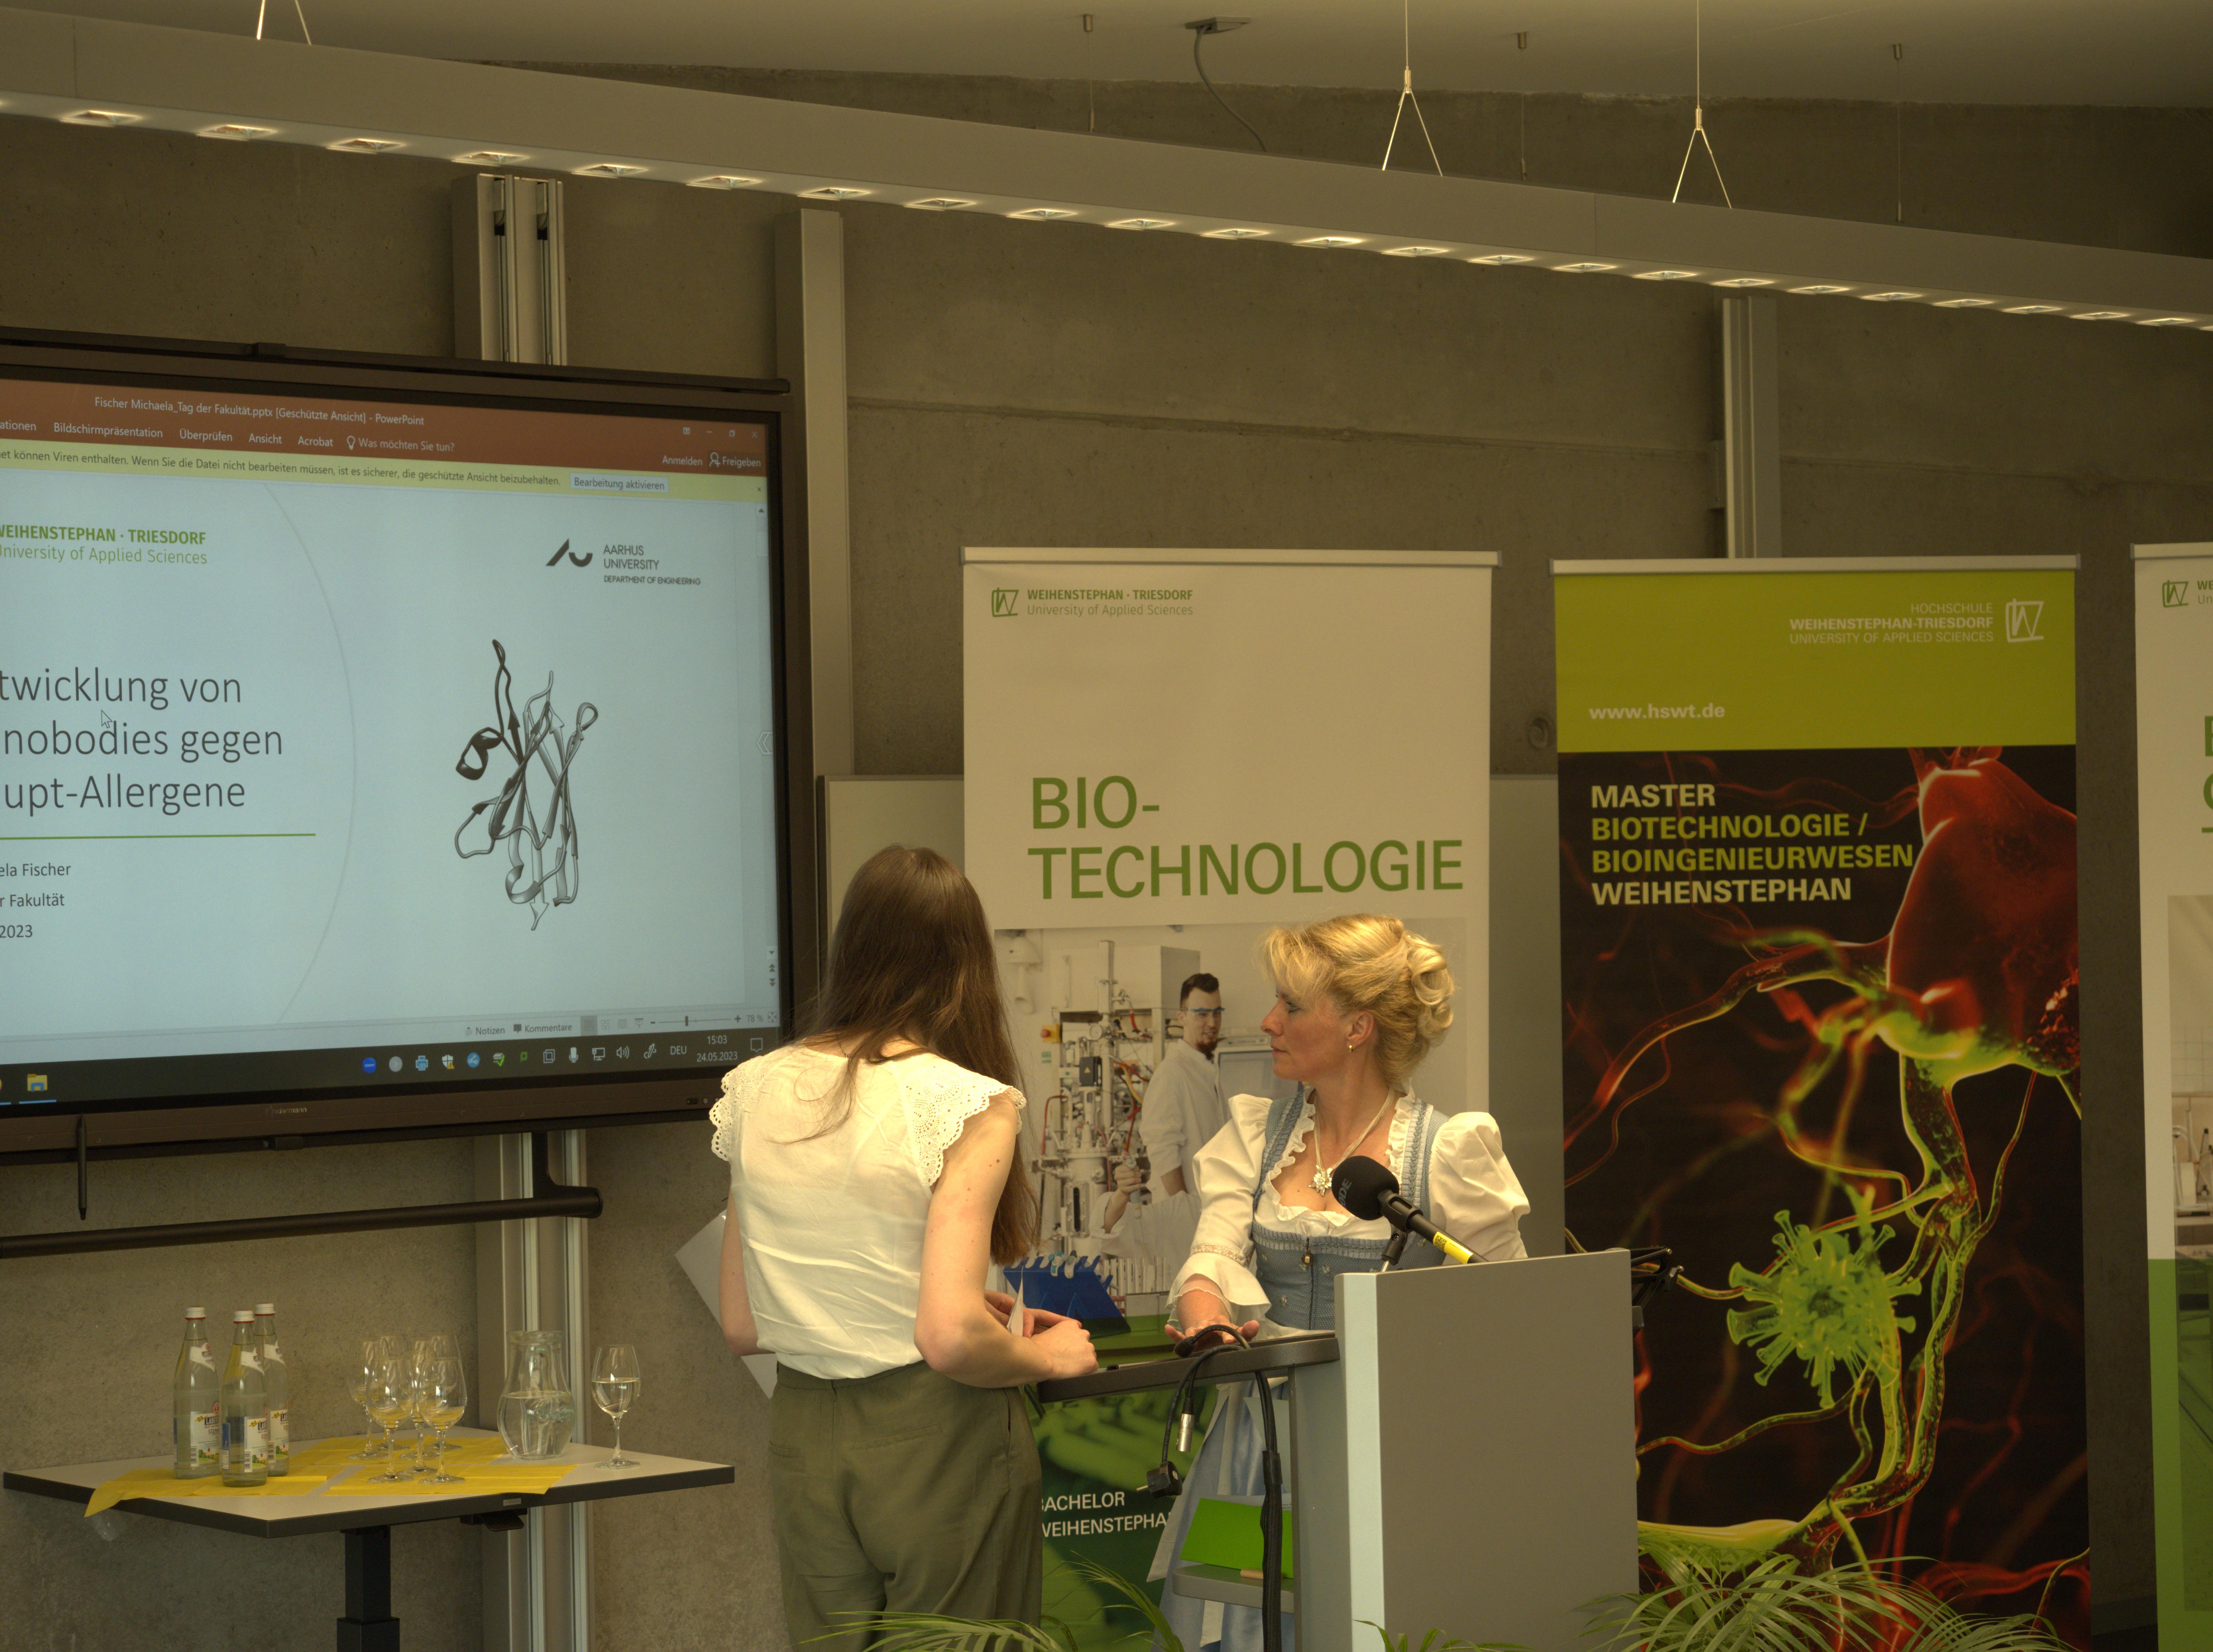 Fischer Michaela_Tag der Fakultät.pptx [Geschützte Ansicht] - PowerPoint
ationen Bildschirmpräsentation Überprüfen Ansicht Acrobat Was möchten Sie tun?
Anmelden Freigeben
et können Viren enthalten. Wenn Sie die Datei nicht bearbeiten müssen, ist es sicherer, die geschützte Ansicht beizubehalten. Bearbeitung aktivieren
WEIHENSTEPHAN · TRIESDORF
University of Applied Sciences
AARHUS
UNIVERSITY
DEPARTMENT OF ENGINEERING
twicklung von
nobodies gegen
upt-Allergene
ela Fischer
r Fakultät
2023
Notizen Kommentare 78 %
DEU
15:03
24.05.2023
WEIHENSTEPHAN · TRIESDORF
University of Applied Sciences
BIO-
TECHNOLOGIE
BACHELOR
WEIHENSTEPHA
HOCHSCHULE
WEIHENSTEPHAN-TRIESDORF
UNIVERSITY OF APPLIED SCIENCES
www.hswt.de
MASTER
BIOTECHNOLOGIE /
BIOINGENIEURWESEN
WEIHENSTEPHAN
WE
Un